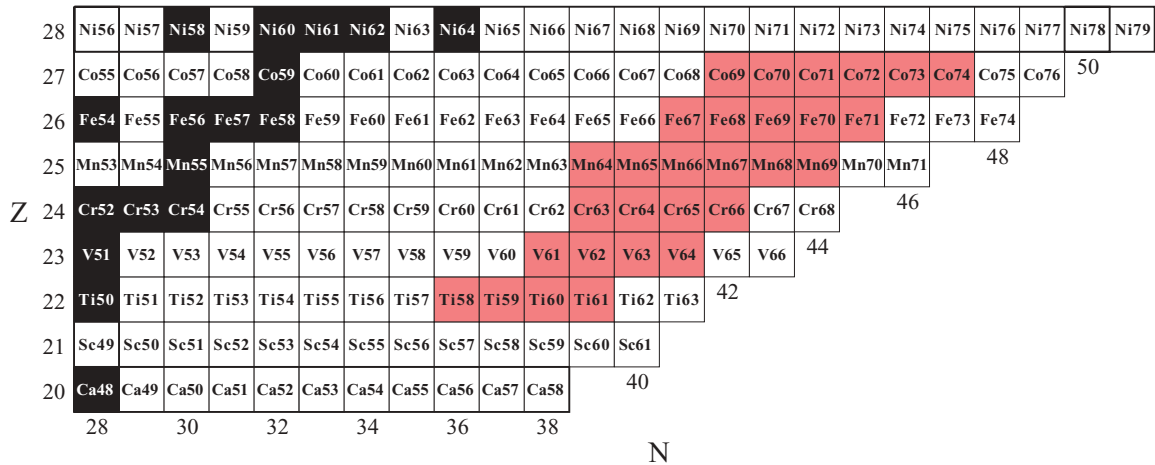 28 Ni56 Ni57 Ni58 Ni59 Ni60 Ni61 Ni62 Ni63 Ni64 Ni65 Ni66 Ni67 Ni68 Ni69 Ni70 Ni71 Ni72 Ni73 Ni74 Ni75 Ni76 Ni77 Ni78 Ni79
27 Co55 Co56 Co57 Co58 Co59 Co60 Co61 Co62 Co63 Co64 Co65 Co66 Co67 Co68 Co69 Co70 Co71 Co72 Co73 Co74 Co75 Co76 50
26 Fe54 Fe55 Fe56 Fe57 Fe58 Fe59 Fe60 Fe61 Fe62 Fe63 Fe64 Fe65 Fe66 Fe67 Fe68 Fe69 Fe70 Fe71 Fe72 Fe73 Fe74
25 Mn53 Mn54 Mn55 Mn56 Mn57 Mn58 Mn59 Mn60 Mn61 Mn62 Mn63 Mn64 Mn65 Mn66 Mn67 Mn68 Mn69 Mn70 Mn71 48
Z 24 Cr52 Cr53 Cr54 Cr55 Cr56 Cr57 Cr58 Cr59 Cr60 Cr61 Cr62 Cr63 Cr64 Cr65 Cr66 Cr67 Cr68 46
23 V51 V52 V53 V54 V55 V56 V57 V58 V59 V60 V61 V62 V63 V64 V65 V66 44
22 Ti50 Ti51 Ti52 Ti53 Ti54 Ti55 Ti56 Ti57 Ti58 Ti59 Ti60 Ti61 Ti62 Ti63 42
21 Sc49 Sc50 Sc51 Sc52 Sc53 Sc54 Sc55 Sc56 Sc57 Sc58 Sc59 Sc60 Sc61
20 Ca48 Ca49 Ca50 Ca51 Ca52 Ca53 Ca54 Ca55 Ca56 Ca57 Ca58 40
28 30 32 34 36 38
N